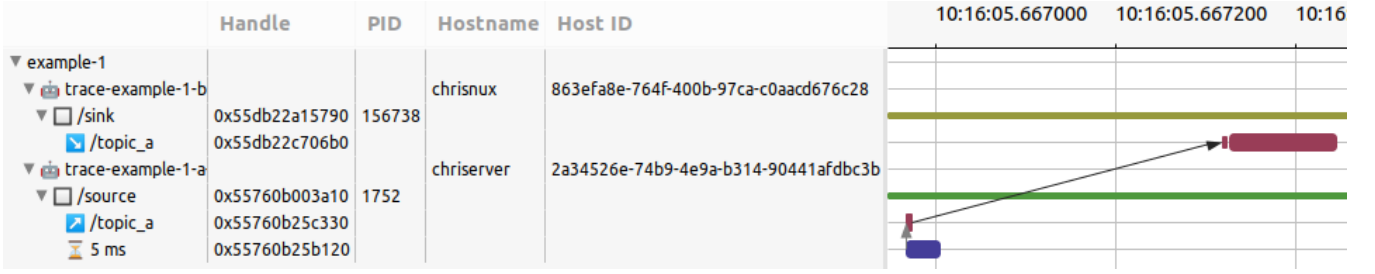 Handle PID Hostname Host ID 10:16:05.667000 10:16:05.667200 10:16
example-1
trace-example-1-b chrisnux 863efa8e-764f-400b-97ca-c0aacd676c28
/sink 0x55db22a15790 156738
/topic_a 0x55db22c706b0
trace-example-1-a chriserver 2a34526e-74b9-4e9a-b314-90441afdbc3b
/source 0x55760b003a10 1752
/topic_a 0x55760b25c330
5 ms 0x55760b25b120